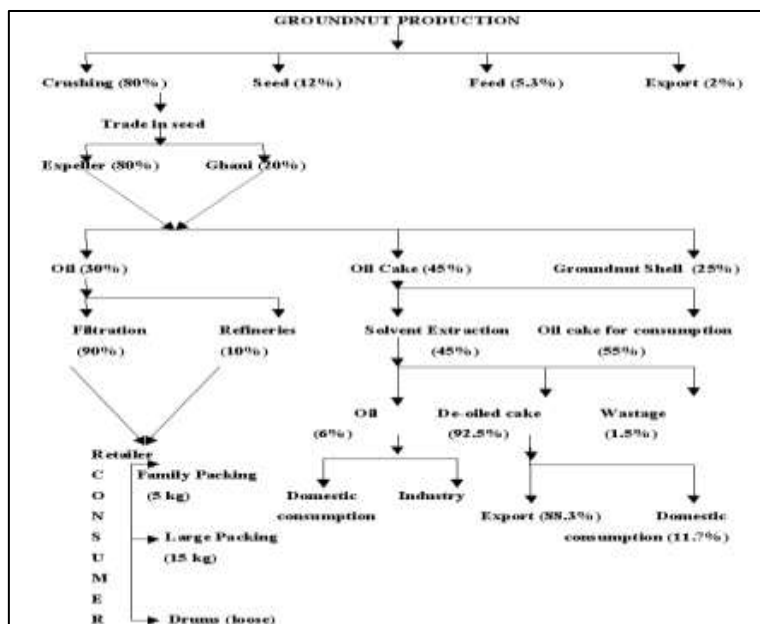 GROUNDNUT PRODUCTION
Crushing (80%) Seed (12%) Feed (5.3%) Export (2%)
Trade in seed
Expeller (80%) Ghani (20%)
Oil (30%) Oil Cake (45%) Groundnut Shell (25%)
Filtration Refineries Solvent Extraction Oil cake for consumption
(90%) (10%) (45%) (55%)
Oil De-oiled cake Wastage
(6%) (92.5%) (1.5%)
Retailer
C Family Packing
O (5 kg)
Domestic Industry Export (88.3%) Domestic
consumption consumption (11.7%)
N
S Large Packing
U (15 kg)
M
E
R Drums (loose)